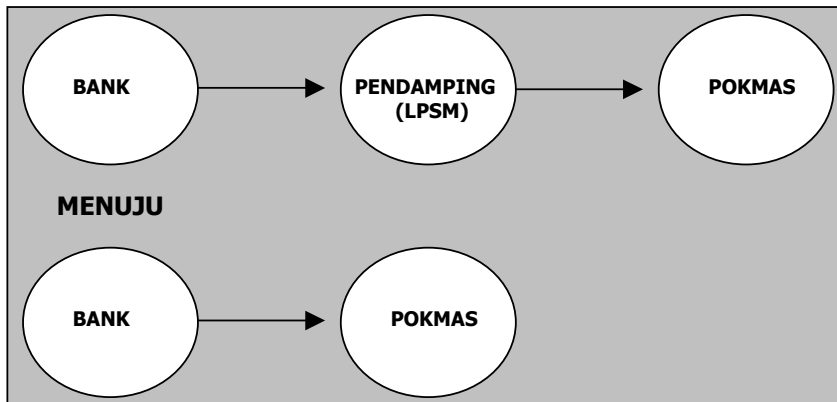 BANK
PENDAMPING
(LPSM)
POKMAS
MENUJU
BANK
POKMAS